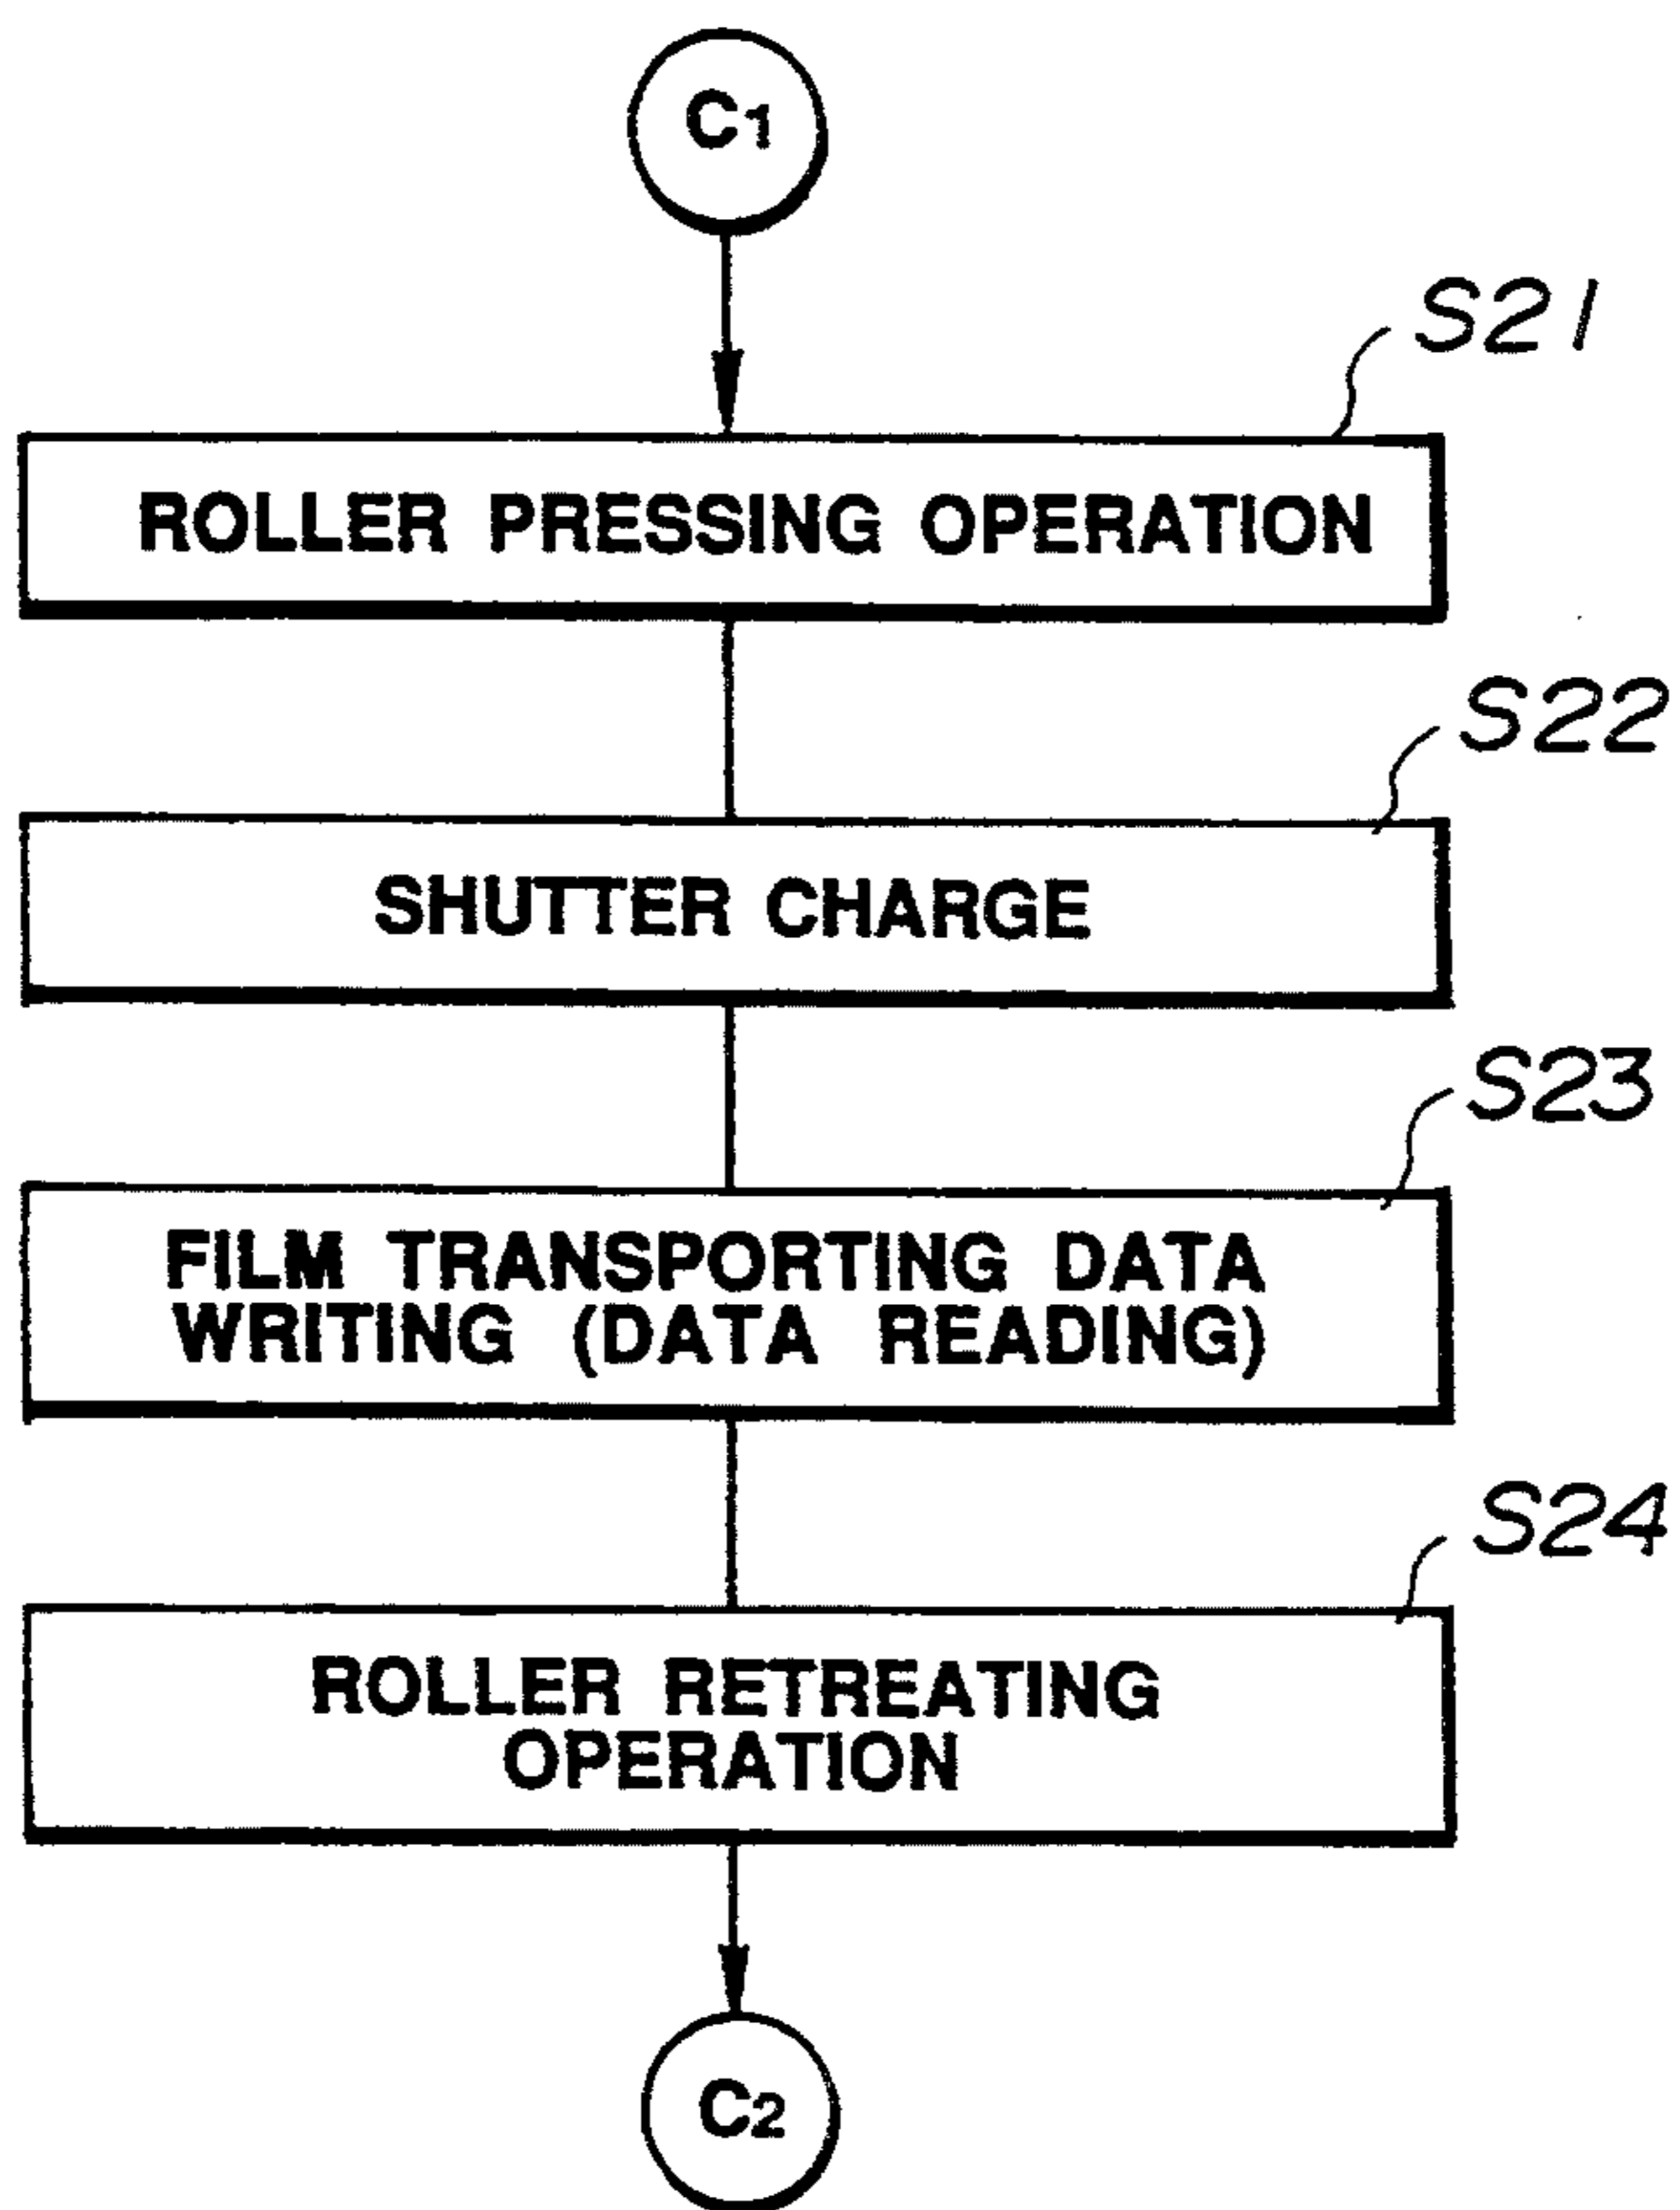 C1
S21
ROLLER PRESSING OPERATION
S22
SHUTTER CHARGE
S23
FILM TRANSPORTING DATA
WRITING (DATA READING)
S24
ROLLER RETREATING
OPERATION
C2